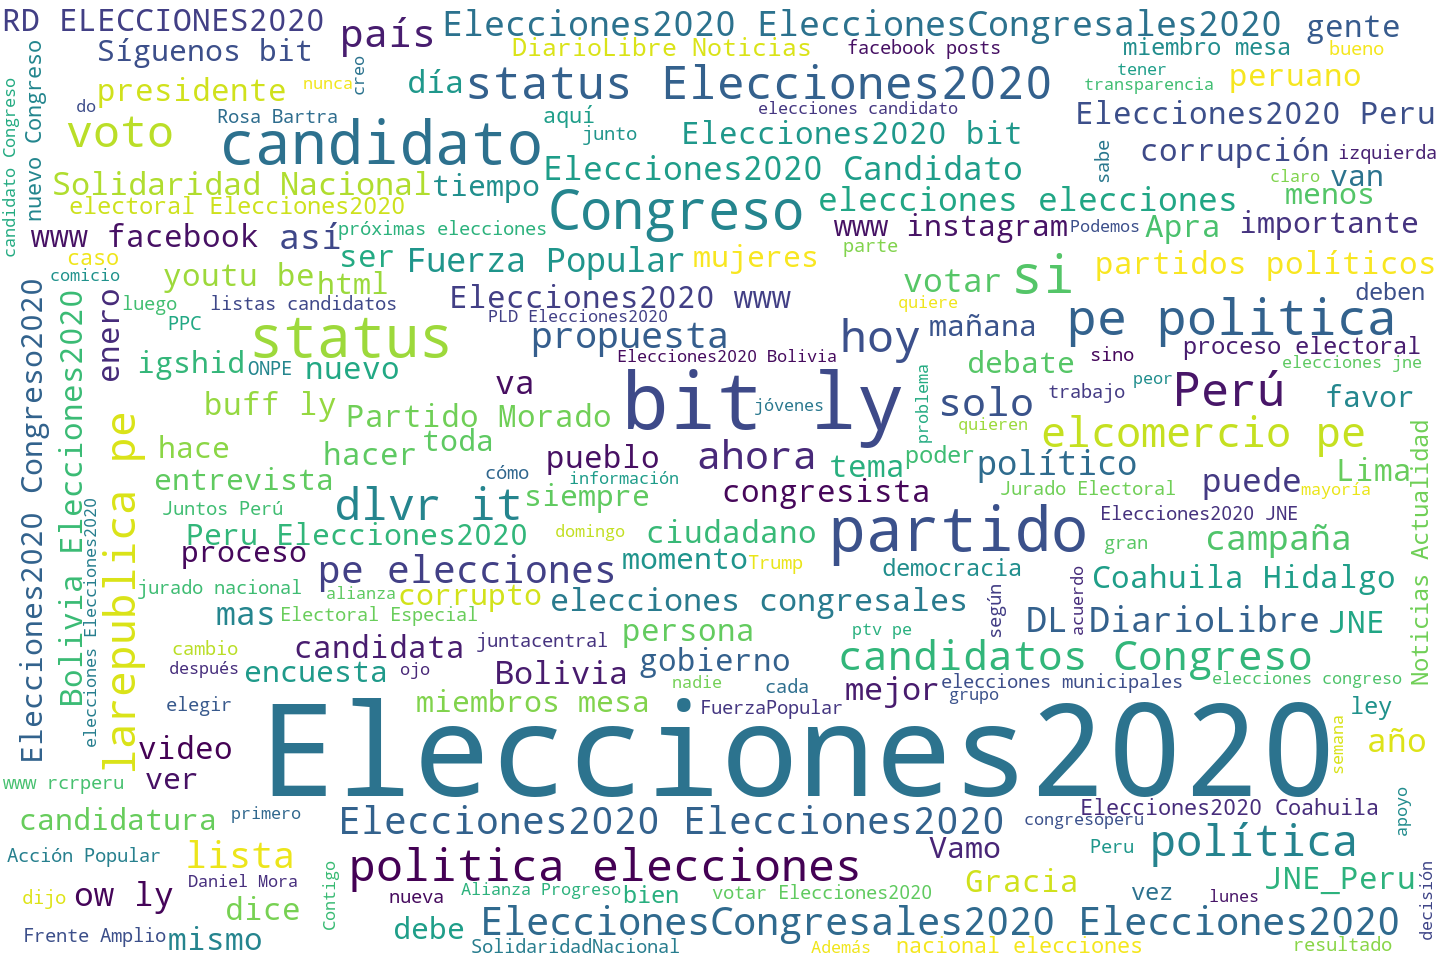 RD ELECCIONES2020
Elecciones2020 EleccionesCongresales2020
gente
país
Síguenos bit
DiarioLibre Noticias
facebook posts
miembro mesa
bueno
nuevo Congreso
candidato Congreso
presidente
nunca
creo
día
status Elecciones2020
tener
transparencia
peruano
do
Rosa Bartra
aquí
elecciones candidato
Elecciones2020 Peru
voto
candidato
junto
Elecciones2020 bit
sabe
corrupción
izquierda
Solidaridad Nacional
tiempo
Elecciones2020 Candidato
claro
van
electoral Elecciones2020
Congreso
elecciones elecciones
menos
www facebook
así
próximas elecciones
www instagram
Podemos
Apra
importante
parte
caso
comicio
ser
Fuerza Popular
mujeres
partidos políticos
youtu be
html
votar
si
Elecciones2020 Congreso2020
Bolivia Elecciones2020
enero
luego
listas candidatos
Elecciones2020 www
quiere
deben
PPC
status
PLD Elecciones2020
propuesta
hoy
mañana
pe politica
igshid
ONPE
nuevo
Elecciones2020 Bolivia
debate
sino
proceso electoral
elecciones jne
va
bit ly
problema
trabajo
peor
Perú
favor
buff ly
Partido Morado
jóvenes
solo
quieren
larepublica pe
hace
hacer
toda
elcomercio pe
Noticias Actualidad
pueblo
ahora
tema
poder
político
Lima
entrevista
cómo
información
congresista
Jurado Electoral
puede
mayoría
elecciones Elecciones2020
Juntos Perú
dlvr it
siempre
partido
Elecciones2020 JNE
Peru Elecciones2020
domingo
ciudadano
gran
campaña
proceso
pe elecciones
momento
Trump
democracia
Coahuila Hidalgo
jurado nacional
alianza
corrupto
elecciones congresales
según
acuerdo
mas
Electoral Especial
persona
ptv pe
DL DiarioLibre
JNE
cambio
candidata
juntacentral
gobierno
candidatos Congreso
después
encuesta
ojo
Bolivia
nadie
cada
mejor
elecciones municipales
elecciones congreso
elegir
miembros mesa
FuerzaPopular
grupo
ley
video
Elecciones2020
semana
año
www rcrperu
ver
candidatura
primero
Elecciones2020 Elecciones2020
Elecciones2020 Coahuila
congresoperu
apoyo
Acción Popular
lista
politica elecciones
Vamo
Peru
política
Daniel Mora
dijo
ow ly
dice
Contigo
nueva
Alianza Progreso
bien
votar Elecciones2020
Gracia
vez
lunes
JNE_Peru
decisión
Frente Amplio
mismo
debe
EleccionesCongresales2020 Elecciones2020
SolidaridadNacional
Además
nacional elecciones
resultado